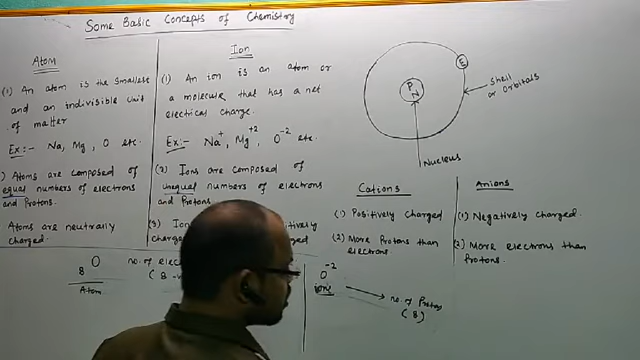 Some Basic Concepts of Chemistry
Atom
(1) An atom is the smallest
and an indivisible unit
of matter
Ex:- Na, Mg, O etc.
) Atoms are composed of
equal numbers of electrons
and Protons.
Atoms are neutrally
charged.
Ion
(1) An ion is an atom or
a molecule that has a net
electrical charge.
Ex:- Na+, Mg+2, O-2 etc.
(2) Ions are composed of
unequal numbers of electrons
and Protons
(3) Ion
charg
E
P
N
Shell
or Orbitals
Nucleus
Cations
(1) Positively charged
(2) More Protons than
electrons
Anions
(1) Negatively charged.
(2) More electrons than
Protons.
8 O
Atom
no. of elec
(8
O-2
ion
no. of Protons
(8)